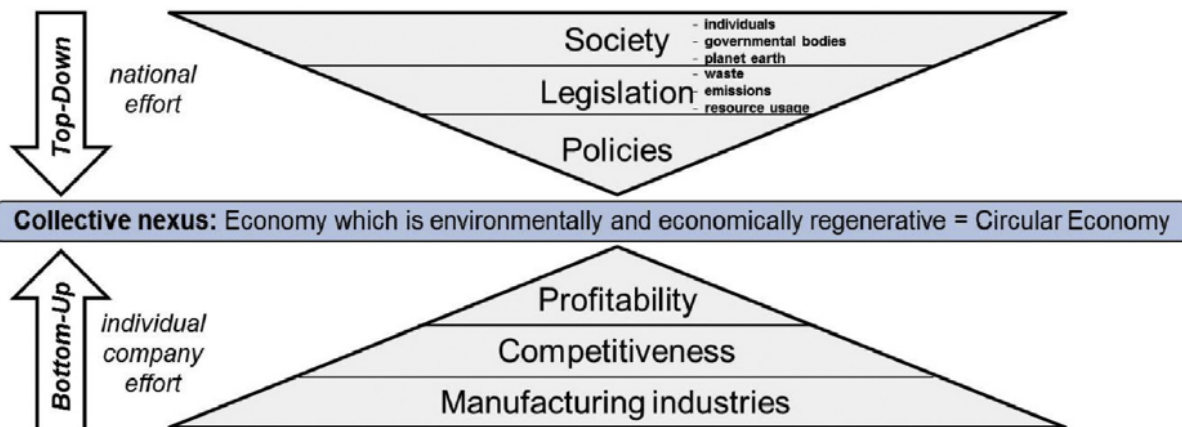 Top-Down
national
effort
Society
- individuals
- governmental bodies
- planet earth
Legislation
- waste
- emissions
- resource usage
Policies
Collective nexus: Economy which is environmentally and economically regenerative = Circular Economy
Bottom-Up
individual
company
effort
Profitability
Competitiveness
Manufacturing industries